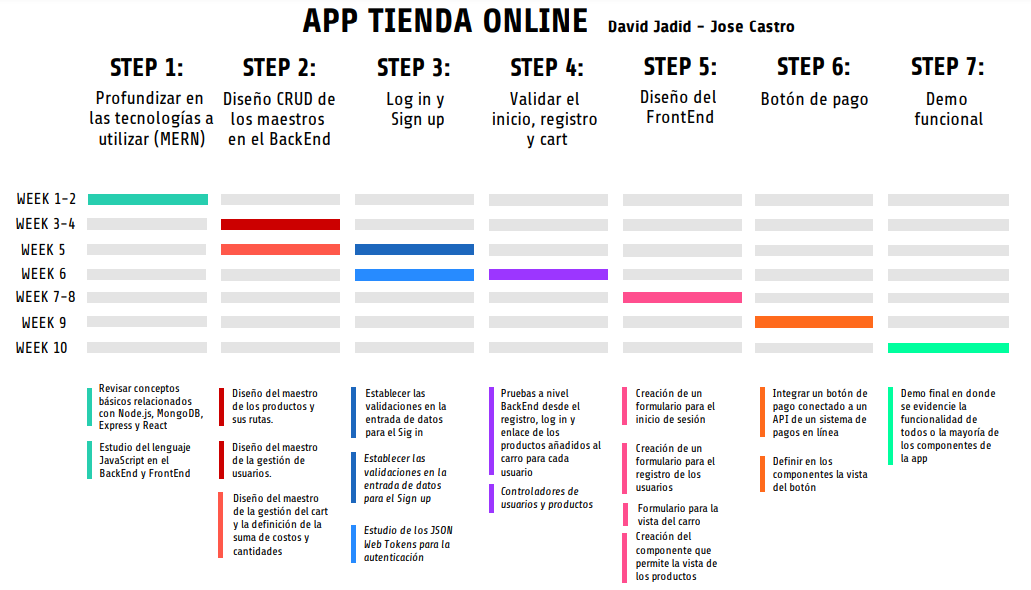 APP TIENDA ONLINE David Jadid - Jose Castro
STEP 1:
Profundizar en
las tecnologías a
utilizar (MERN)
STEP 2:
Diseño CRUD de
los maestros
en el BackEnd
STEP 3:
Log in y
Sign up
STEP 4:
Validar el
inicio, registro
y cart
STEP 5:
Diseño del
FrontEnd
STEP 6:
Botón de pago
STEP 7:
Demo
funcional
WEEK 1-2
WEEK 3-4
WEEK 5
WEEK 6
WEEK 7-8
WEEK 9
WEEK 10
Revisar conceptos
básicos relacionados
con Node.js, MongoDB,
Express y React
Estudio del lenguaje
JavaScript en el
BackEnd y FrontEnd
Diseño del maestro
de los productos y
sus rutas.
Diseño del maestro
de la gestión de
usuarios.
Diseño del maestro
de la gestión del cart
y la definición de la
suma de costos y
cantidades
Establecer las
validaciones en la
entrada de datos
para el Sig in
Establecer las
validaciones en la
entrada de datos
para el Sign up
Estudio de los JSON
Web Tokens para la
autenticación
Pruebas a nivel
BackEnd desde el
registro, log in y
enlace de los
productos añadidos al
carro para cada
usuario
Controladores de
usuarios y productos
Creación de un
formulario para el
inicio de sesión
Creación de un
formulario para el
registro de los
usuarios
Formulario para la
vista del carro
Creación del
componente que
permite la vista de
los productos
Integrar un botón de
pago conectado a un
API de un sistema de
pagos en línea
Definir en los
componentes la vista
del botón
Demo final en donde
se evidencie la
funcionalidad de
todos o la mayoría de
los componentes de
la app